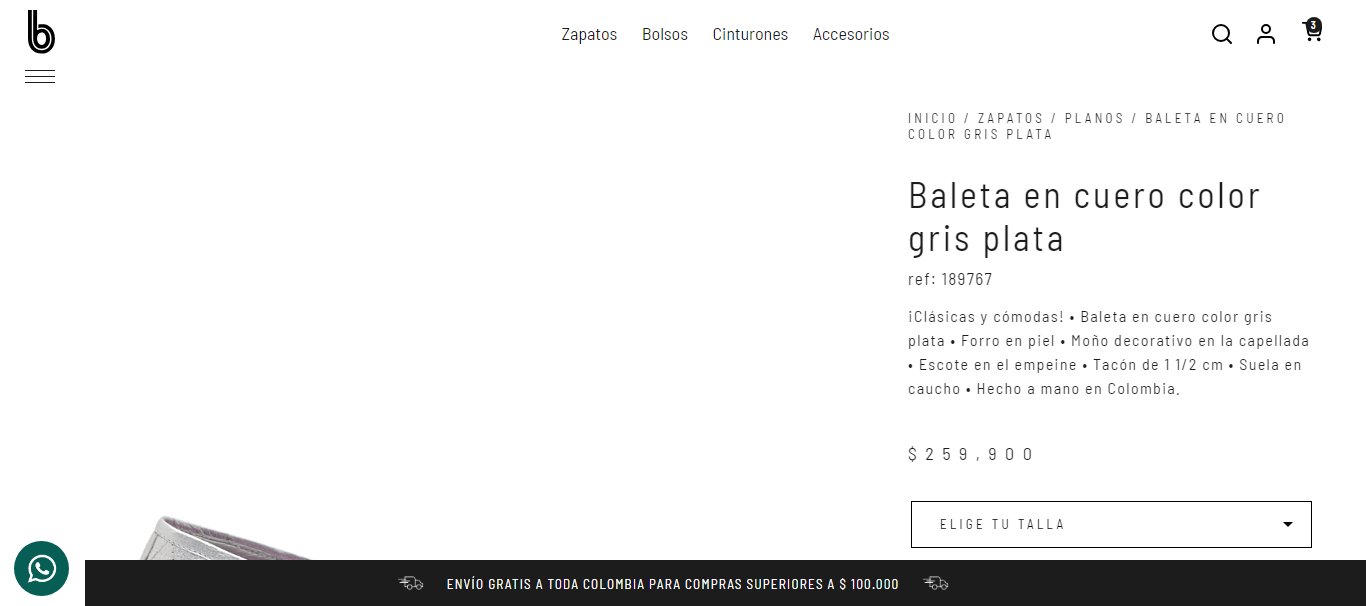 b
Zapatos Bolsos Cinturones Accesorios
3
INICIO / ZAPATOS / PLANOS / BALETA EN CUERO
COLOR GRIS PLATA
Baleta en cuero color
gris plata
ref: 189767
¡Clásicas y cómodas! • Baleta en cuero color gris
plata • Forro en piel • Moño decorativo en la capellada
• Escote en el empeine • Tacón de 1 1/2 cm • Suela en
caucho • Hecho a mano en Colombia.
$259,900
ELIGE TU TALLA
ENVÍO GRATIS A TODA COLOMBIA PARA COMPRAS SUPERIORES A $ 100.000